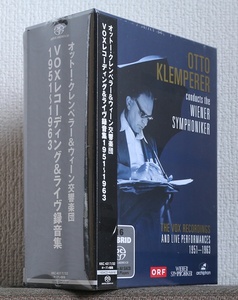 オットー・クレンペラー&ウィーン交響楽団
VOXレコーディング&ライヴ録音集
1951~1963
オットー・クレンペラー&ウィーン交響楽団
VOXレコーディング&ライヴ録音集1951~1963
OTTO
KLEMPERER
conducts the
WIENER
SYMPHONIKER
THE VOX RECORDINGS
AND LIVE PERFORMANCES
1951-1963
ORF
WIENER
SYMPHONIKER